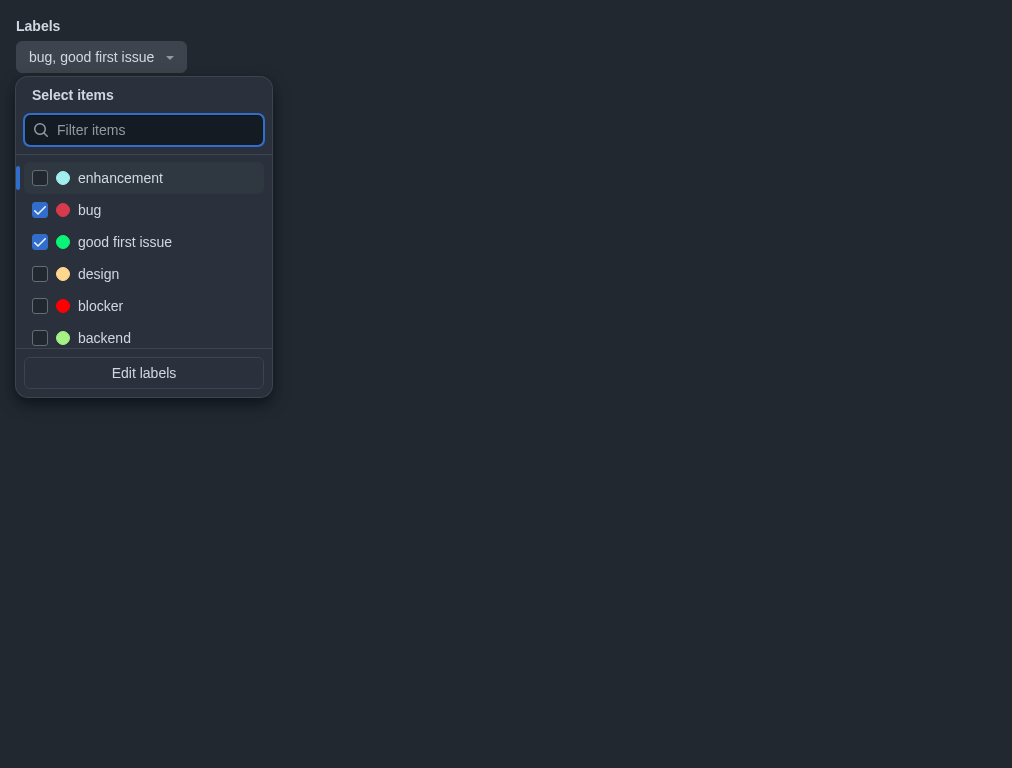 Labels
bug, good first issue
Select items
Filter items
enhancement
bug
good first issue
design
blocker
backend
Edit labels